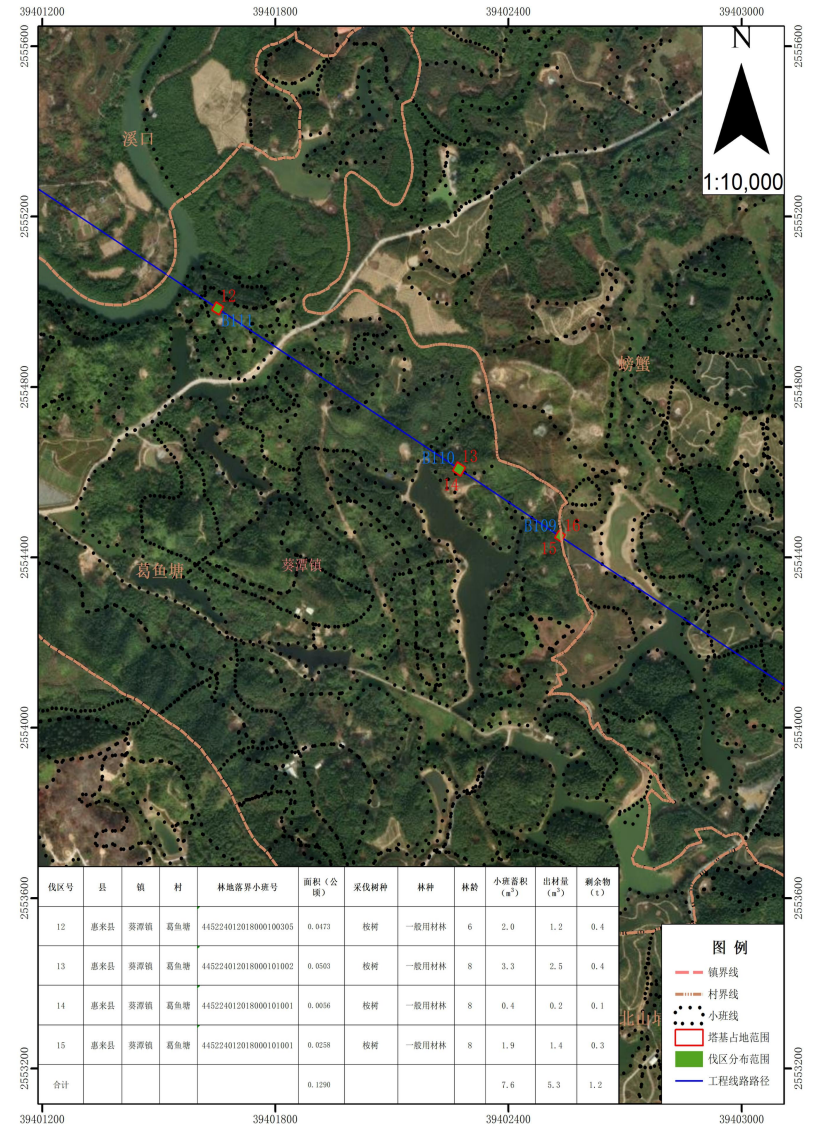 39401200 39401800 39402400 39403000
2555600 2555600
N
1:10,000
溪口
2555200 2555200
12
螃蟹
2554800 2554800
B110 13
14
B109 16
15
2554400 2554400
葛鱼塘 葵潭镇
2554000 2554000
伐区号 县 镇 村 林地落界小班号 面积（公顷） 采伐树种 林种 林龄 小班蓄积（m³） 出材量（m³） 剩余物（t）
12 惠来县 葵潭镇 葛鱼塘 445224012018000100305 0.0473 桉树 一般用材林 6 2.0 1.2 0.4
13 惠来县 葵潭镇 葛鱼塘 445224012018000101002 0.0503 桉树 一般用材林 8 3.3 2.5 0.4
14 惠来县 葵潭镇 葛鱼塘 445224012018000101001 0.0056 桉树 一般用材林 8 0.4 0.2 0.1
15 惠来县 葵潭镇 葛鱼塘 445224012018000101001 0.0258 桉树 一般用材林 8 1.9 1.4 0.3
合计 0.1290 7.6 5.3 1.2
2553600 2553600
图 例
镇界线
村界线
小班线
塔基占地范围
伐区分布范围
工程线路路径
北山
2553200 2553200
39401200 39401800 39402400 39403000